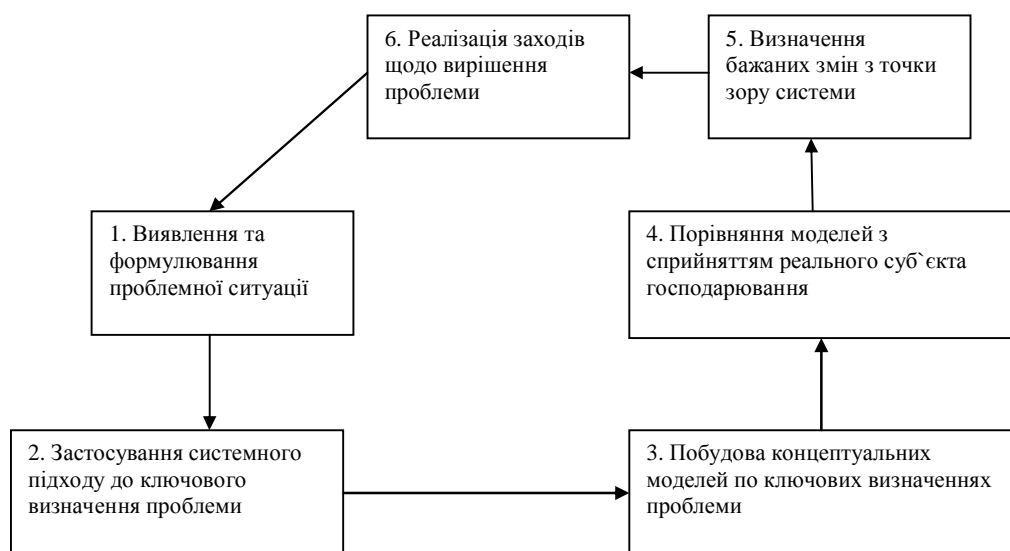 6. Реалізація заходів
щодо вирішення
проблеми
5. Визначення
бажаних змін з точки
зору системи
1. Виявлення та
формулювання
проблемної ситуації
4. Порівняння моделей з
сприйняттям реального суб`єкта
господарювання
2. Застосування системного
підходу до ключового
визначення проблеми
3. Побудова концептуальних
моделей по ключових визначеннях
проблеми